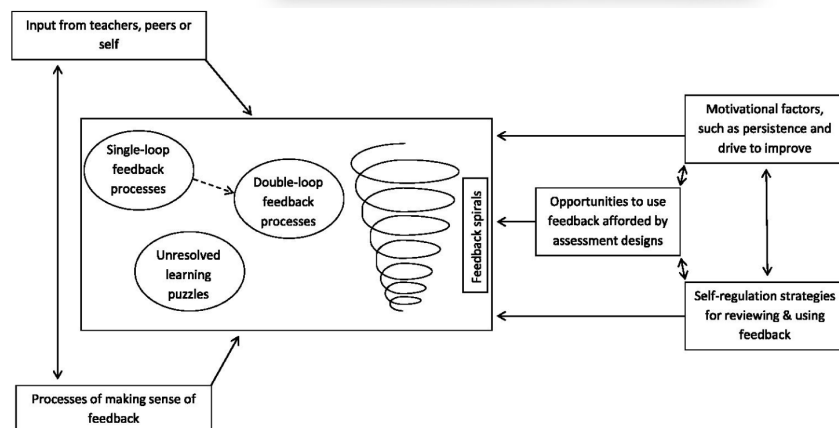 Input from teachers, peers or
self
Single-loop
feedback
processes
Double-loop
feedback
processes
Unresolved
learning
puzzles
Feedback spirals
Opportunities to use
feedback afforded by
assessment designs
Motivational factors,
such as persistence and
drive to improve
Self-regulation strategies
for reviewing & using
feedback
Processes of making sense of
feedback